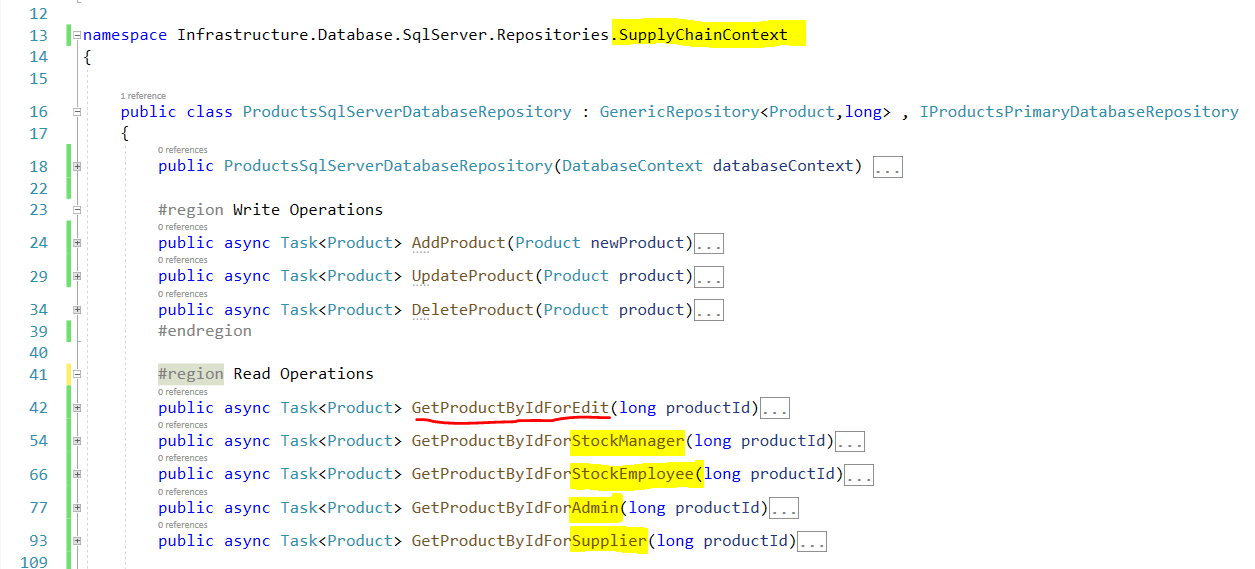 12
13 namespace Infrastructure.Database.SqlServer.Repositories.SupplyChainContext
14 {
15
1 reference
16 public class ProductsSqlServerDatabaseRepository : GenericRepository<Product,long> , IProductsPrimaryDatabaseRepository
17 {
0 references
18 public ProductsSqlServerDatabaseRepository(DatabaseContext databaseContext) ...
22
23 #region Write Operations
0 references
24 public async Task<Product> AddProduct(Product newProduct)...
0 references
29 public async Task<Product> UpdateProduct(Product product)...
0 references
34 public async Task<Product> DeleteProduct(Product product)...
39 #endregion
40
41 #region Read Operations
0 references
42 public async Task<Product> GetProductByIdForEdit(long productId)...
0 references
54 public async Task<Product> GetProductByIdForStockManager(long productId)...
0 references
66 public async Task<Product> GetProductByIdForStockEmployee(long productId)...
0 references
77 public async Task<Product> GetProductByIdForAdmin(long productId)...
0 references
93 public async Task<Product> GetProductByIdForSupplier(long productId)...
109